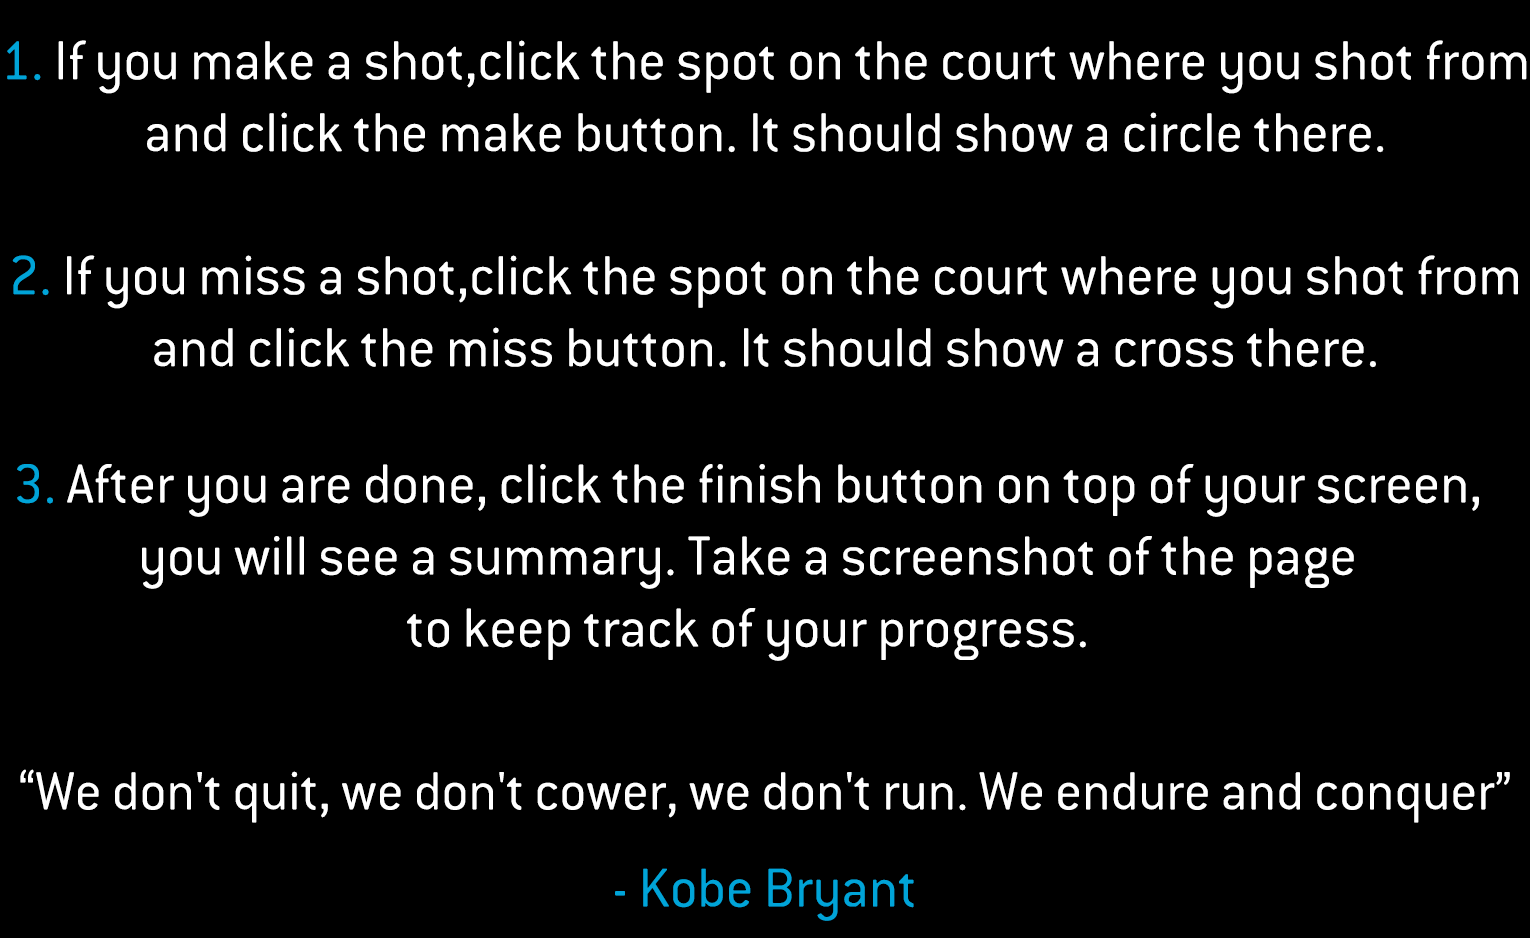 1. If you make a shot,click the spot on the court where you shot from
and click the make button. It should show a circle there.
2. If you miss a shot,click the spot on the court where you shot from
and click the miss button. It should show a cross there.
3. After you are done, click the finish button on top of your screen,
you will see a summary. Take a screenshot of the page
to keep track of your progress.
“We don't quit, we don't cower, we don't run. We endure and conquer”
- Kobe Bryant